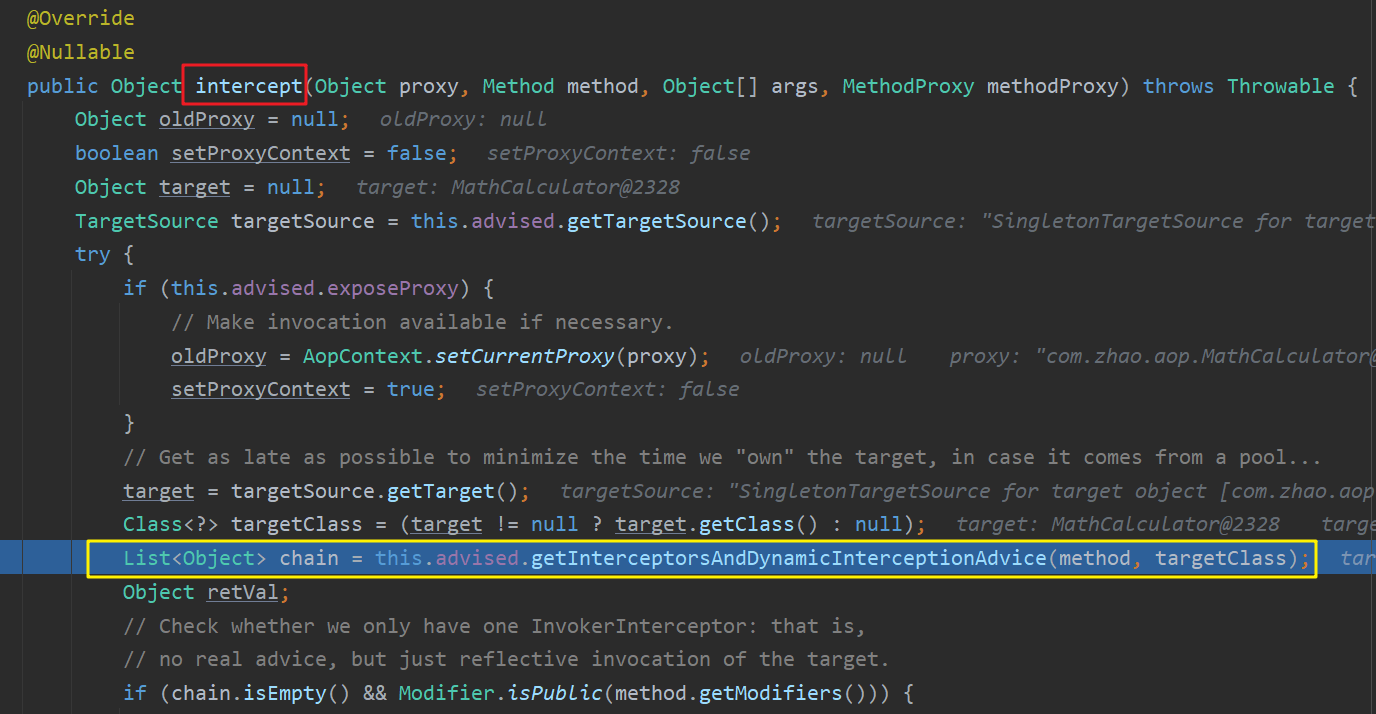 @Override
@Nullable
public Object intercept(Object proxy, Method method, Object[] args, MethodProxy methodProxy) throws Throwable {
Object oldProxy = null; oldProxy: null
boolean setProxyContext = false; setProxyContext: false
Object target = null; target: MathCalculator@2328
TargetSource targetSource = this.advised.getTargetSource(); targetSource: "SingletonTargetSource for target
try {
if (this.advised.exposeProxy) {
// Make invocation available if necessary.
oldProxy = AopContext.setCurrentProxy(proxy); oldProxy: null proxy: "com.zhao.aop.MathCalculator@
setProxyContext = true; setProxyContext: false
}
// Get as late as possible to minimize the time we "own" the target, in case it comes from a pool...
target = targetSource.getTarget(); targetSource: "SingletonTargetSource for target object [com.zhao.aop
Class<?> targetClass = (target != null ? target.getClass() : null); target: MathCalculator@2328 targe
List<Object> chain = this.advised.getInterceptorsAndDynamicInterceptionAdvice(method, targetClass); tar
Object retVal;
// Check whether we only have one InvokerInterceptor: that is,
// no real advice, but just reflective invocation of the target.
if (chain.isEmpty() && Modifier.isPublic(method.getModifiers())) {